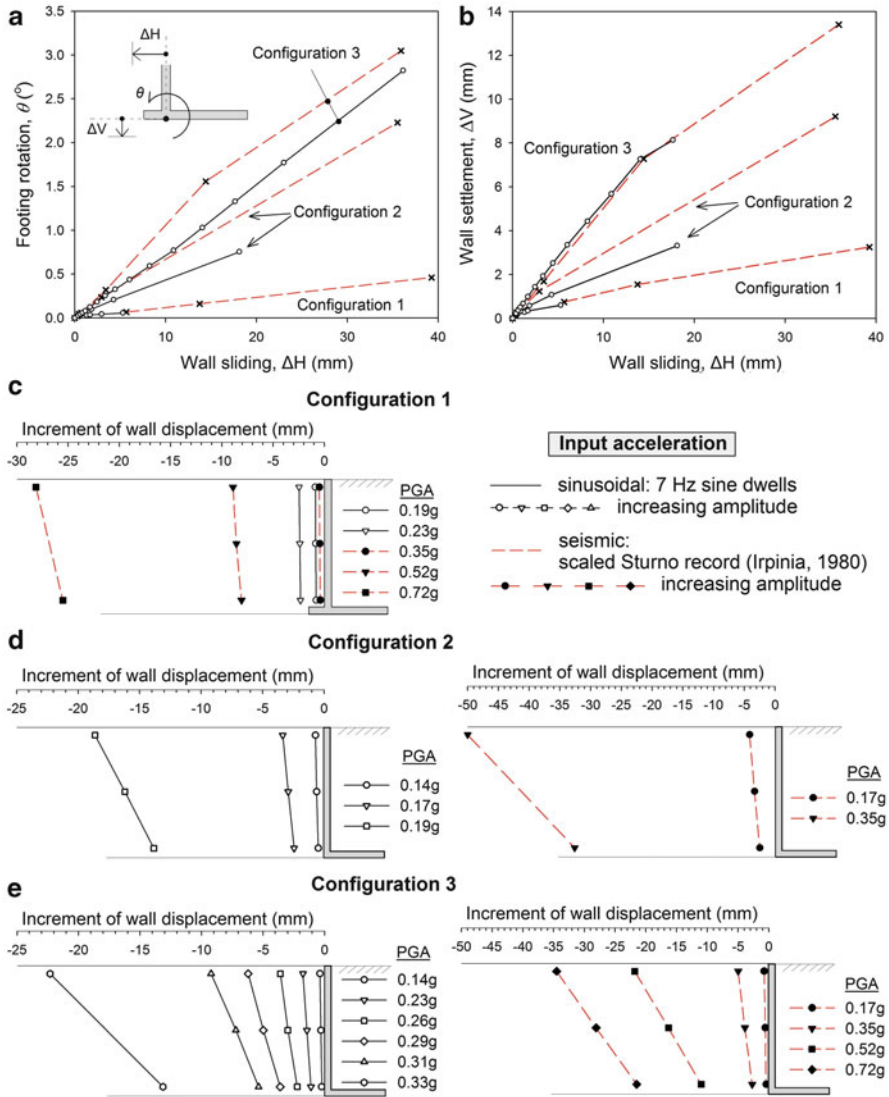 a
3.5
3.0
2.5
2.0
1.5
1.0
0.5
0.0
Footing rotation, θ (°)
0 10 20 30 40
Wall sliding, ΔH (mm)
ΔH
θ
ΔV
Configuration 3
Configuration 2
Configuration 1
b
14
12
10
8
6
4
2
0
Wall settlement, ΔV (mm)
0 10 20 30 40
Wall sliding, ΔH (mm)
Configuration 3
Configuration 2
Configuration 1
c
Configuration 1
Increment of wall displacement (mm)
-30 -25 -20 -15 -10 -5 0
PGA
0.19g
0.23g
0.35g
0.52g
0.72g
Input acceleration
sinusoidal: 7 Hz sine dwells
increasing amplitude
seismic:
scaled Sturno record (Irpinia, 1980)
increasing amplitude
d
Configuration 2
Increment of wall displacement (mm)
-25 -20 -15 -10 -5 0
PGA
0.14g
0.17g
0.19g
Increment of wall displacement (mm)
-50 -45 -40 -35 -30 -25 -20 -15 -10 -5 0
PGA
0.17g
0.35g
e
Configuration 3
Increment of wall displacement (mm)
-25 -20 -15 -10 -5 0
PGA
0.14g
0.23g
0.26g
0.29g
0.31g
0.33g
Increment of wall displacement (mm)
-50 -45 -40 -35 -30 -25 -20 -15 -10 -5 0
PGA
0.17g
0.35g
0.52g
0.72g